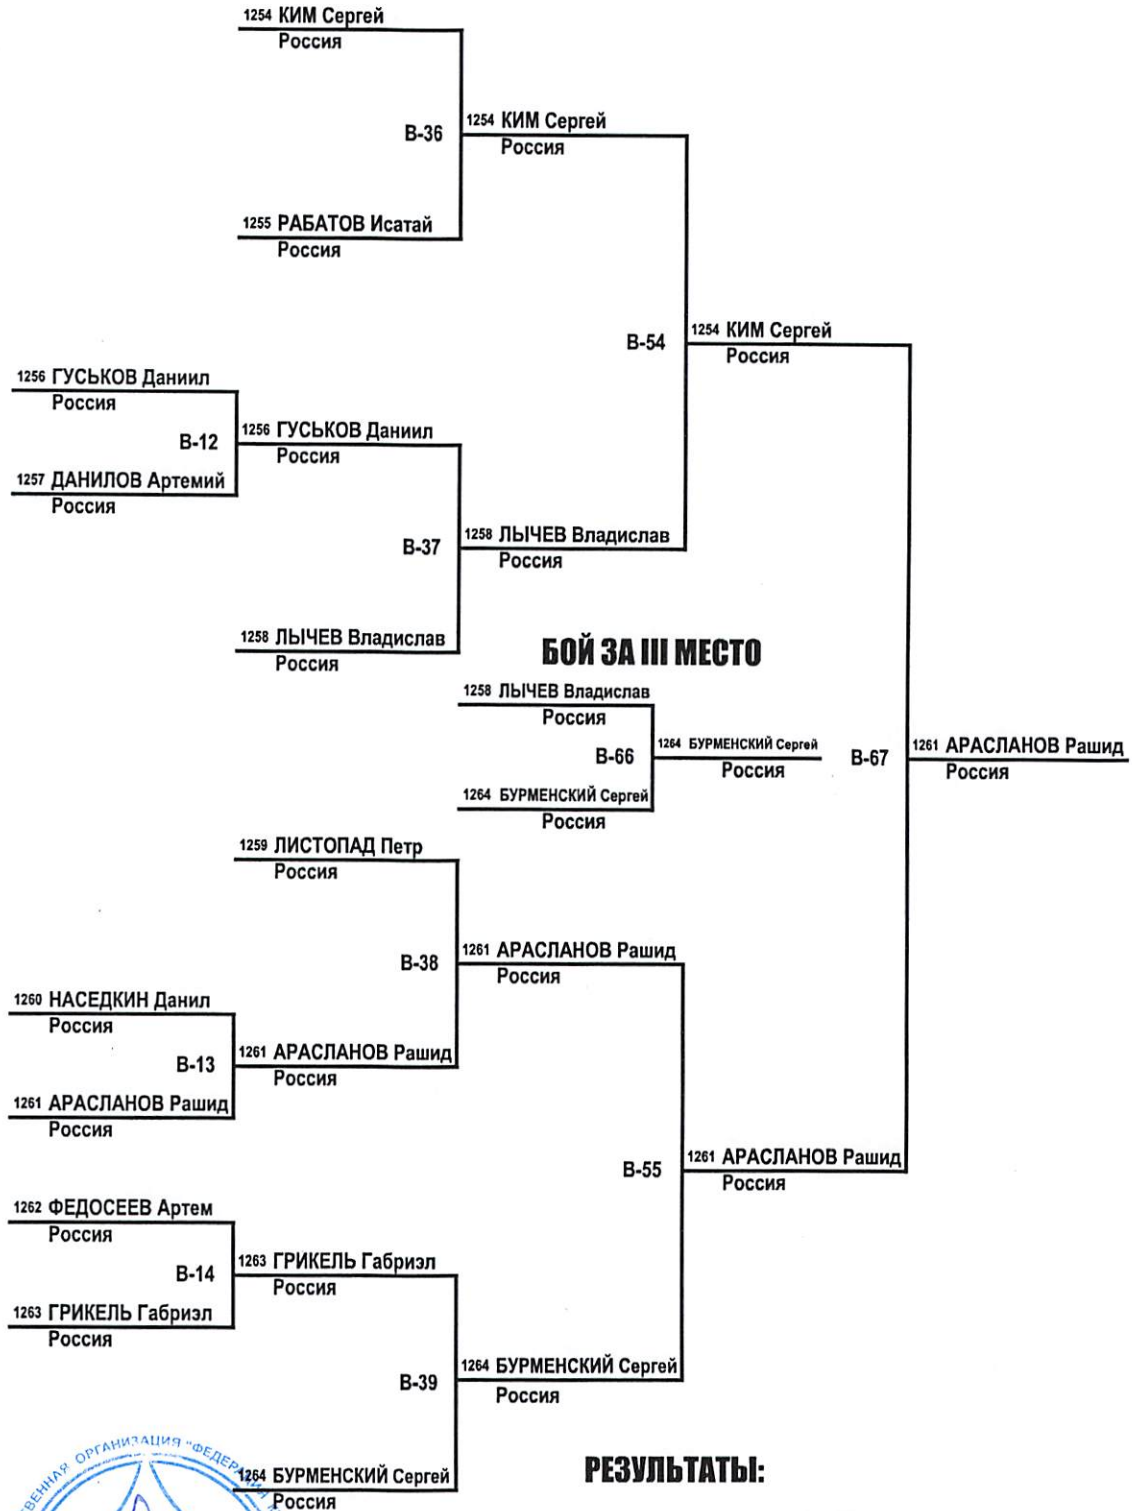 1254 КИМ Сергей
Россия
В-36
1254 КИМ Сергей
Россия
1255 РАБАТОВ Исатай
Россия
В-54
1254 КИМ Сергей
Россия
1256 ГУСЬКОВ Даниил
Россия
В-12
1256 ГУСЬКОВ Даниил
Россия
1257 ДАНИЛОВ Артемий
Россия
В-37
1258 ЛЫЧЕВ Владислав
Россия
1258 ЛЫЧЕВ Владислав
Россия
БОЙ ЗА III МЕСТО
1258 ЛЫЧЕВ Владислав
Россия
В-66
1264 БУРМЕНСКИЙ Сергей
Россия
В-67
1261 АРАСЛАНОВ Рашид
Россия
1264 БУРМЕНСКИЙ Сергей
Россия
1259 ЛИСТОПАД Петр
Россия
В-38
1261 АРАСЛАНОВ Рашид
Россия
1260 НАСЕДКИН Данил
Россия
В-13
1261 АРАСЛАНОВ Рашид
Россия
1261 АРАСЛАНОВ Рашид
Россия
В-55
1261 АРАСЛАНОВ Рашид
Россия
1262 ФЕДОСЕЕВ Артем
Россия
В-14
1263 ГРИКЕЛЬ Габриэл
Россия
1263 ГРИКЕЛЬ Габриэл
Россия
В-39
1264 БУРМЕНСКИЙ Сергей
Россия
1264 БУРМЕНСКИЙ Сергей
Россия
РЕЗУЛЬТАТЫ:
ОРГАНИЗАЦИЯ